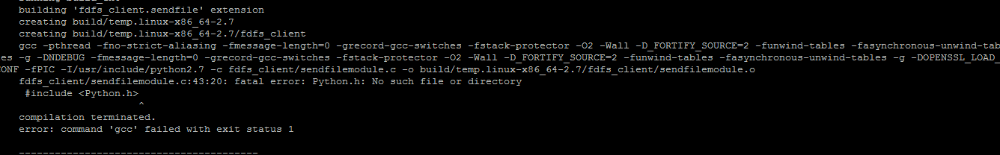 building 'fdfs_client.sendfile' extension
creating build/temp.linux-x86_64-2.7
creating build/temp.linux-x86_64-2.7/fdfs_client
gcc -pthread -fno-strict-aliasing -fmessage-length=0 -grecord-gcc-switches -fstack-protector -O2 -Wall -D_FORTIFY_SOURCE=2 -funwind-tables -fasynchronous-unwind-tab
es -g -DNDEBUG -fmessage-length=0 -grecord-gcc-switches -fstack-protector -O2 -Wall -D_FORTIFY_SOURCE=2 -funwind-tables -fasynchronous-unwind-tables -g -DOPENSSL_LOAD_
CONF -fPIC -I/usr/include/python2.7 -c fdfs_client/sendfilemodule.c -o build/temp.linux-x86_64-2.7/fdfs_client/sendfilemodule.o
fdfs_client/sendfilemodule.c:43:20: fatal error: Python.h: No such file or directory
#include <Python.h>
^
compilation terminated.
error: command 'gcc' failed with exit status 1
----------------------------------------